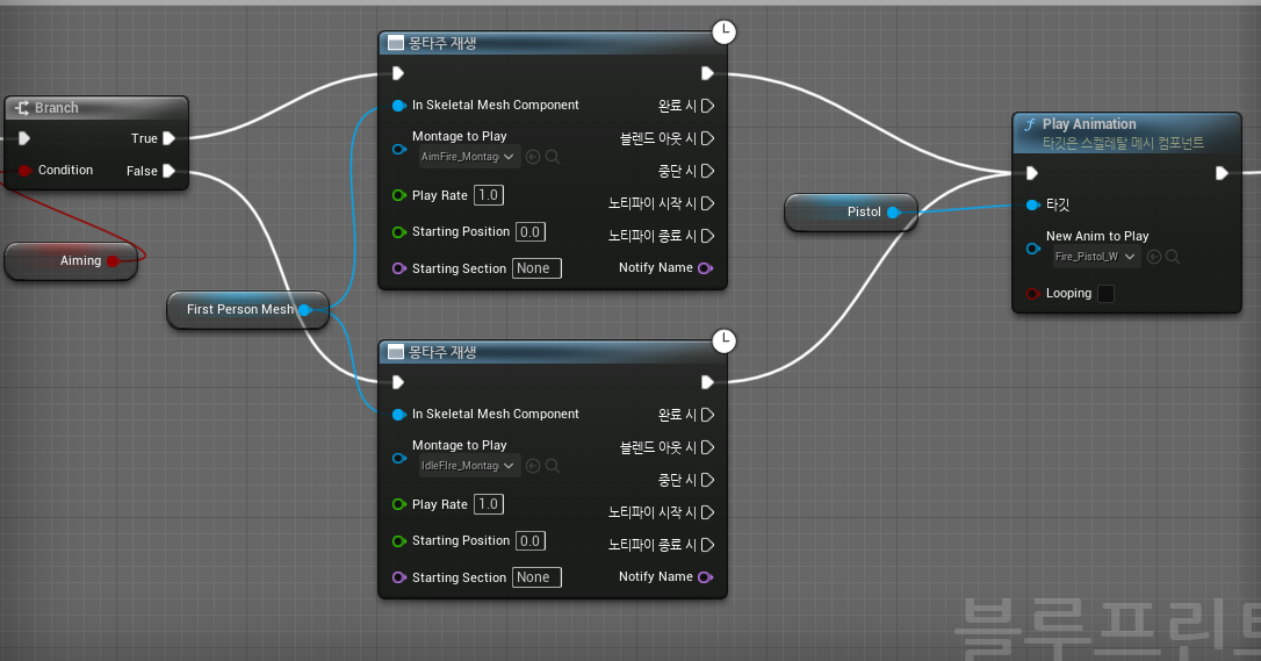 Branch
True
Condition
False
Aiming
First Person Mesh
몽타주 재생
In Skeletal Mesh Component
완료 시
Montage to Play
블렌드 아웃 시
AimFire_Montag
중단 시
Play Rate 1.0
노티파이 시작 시
Starting Position 0.0
노티파이 종료 시
Starting Section None
Notify Name
몽타주 재생
In Skeletal Mesh Component
완료 시
Montage to Play
블렌드 아웃 시
IdleFIre_Montag
중단 시
Play Rate 1.0
노티파이 시작 시
Starting Position 0.0
노티파이 종료 시
Starting Section None
Notify Name
Pistol
f Play Animation
타깃은 스켈레탈 메시 컴포넌트
타깃
New Anim to Play
Fire_Pistol_W
Looping
블루프린트